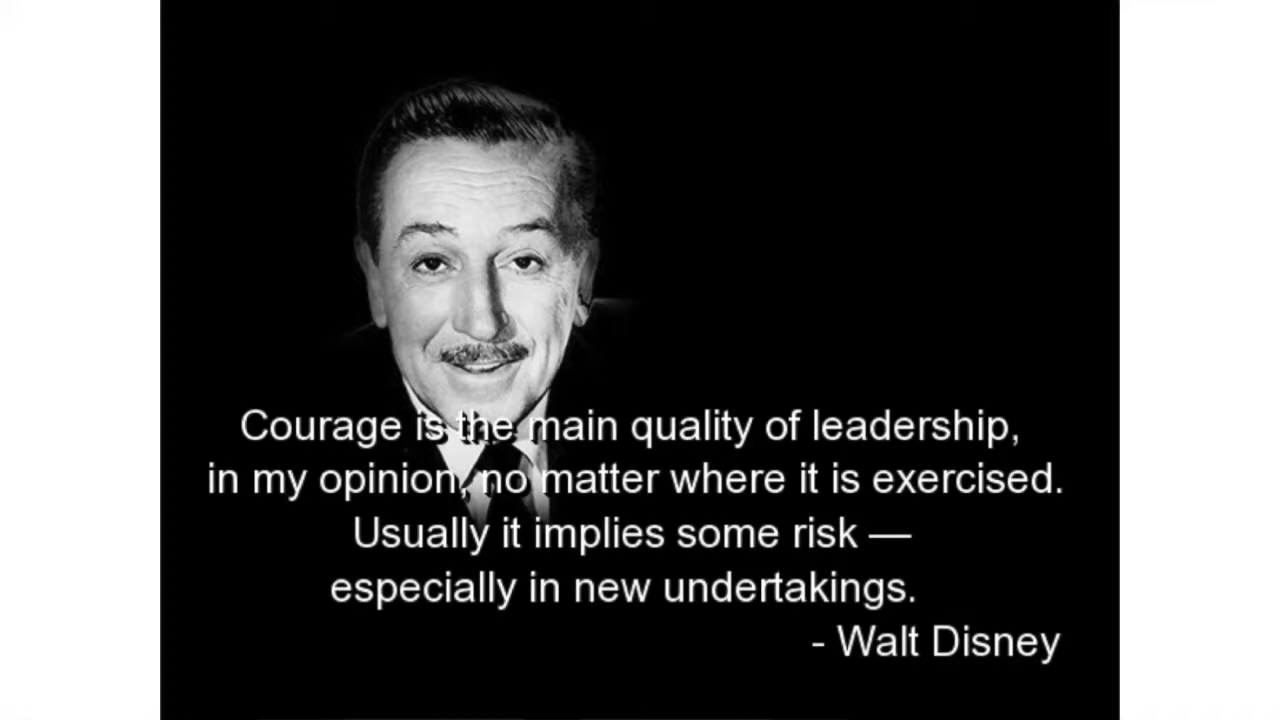 Courage is the main quality of leadership,
in my opinion, no matter where it is exercised.
Usually it implies some risk —
especially in new undertakings.
- Walt Disney